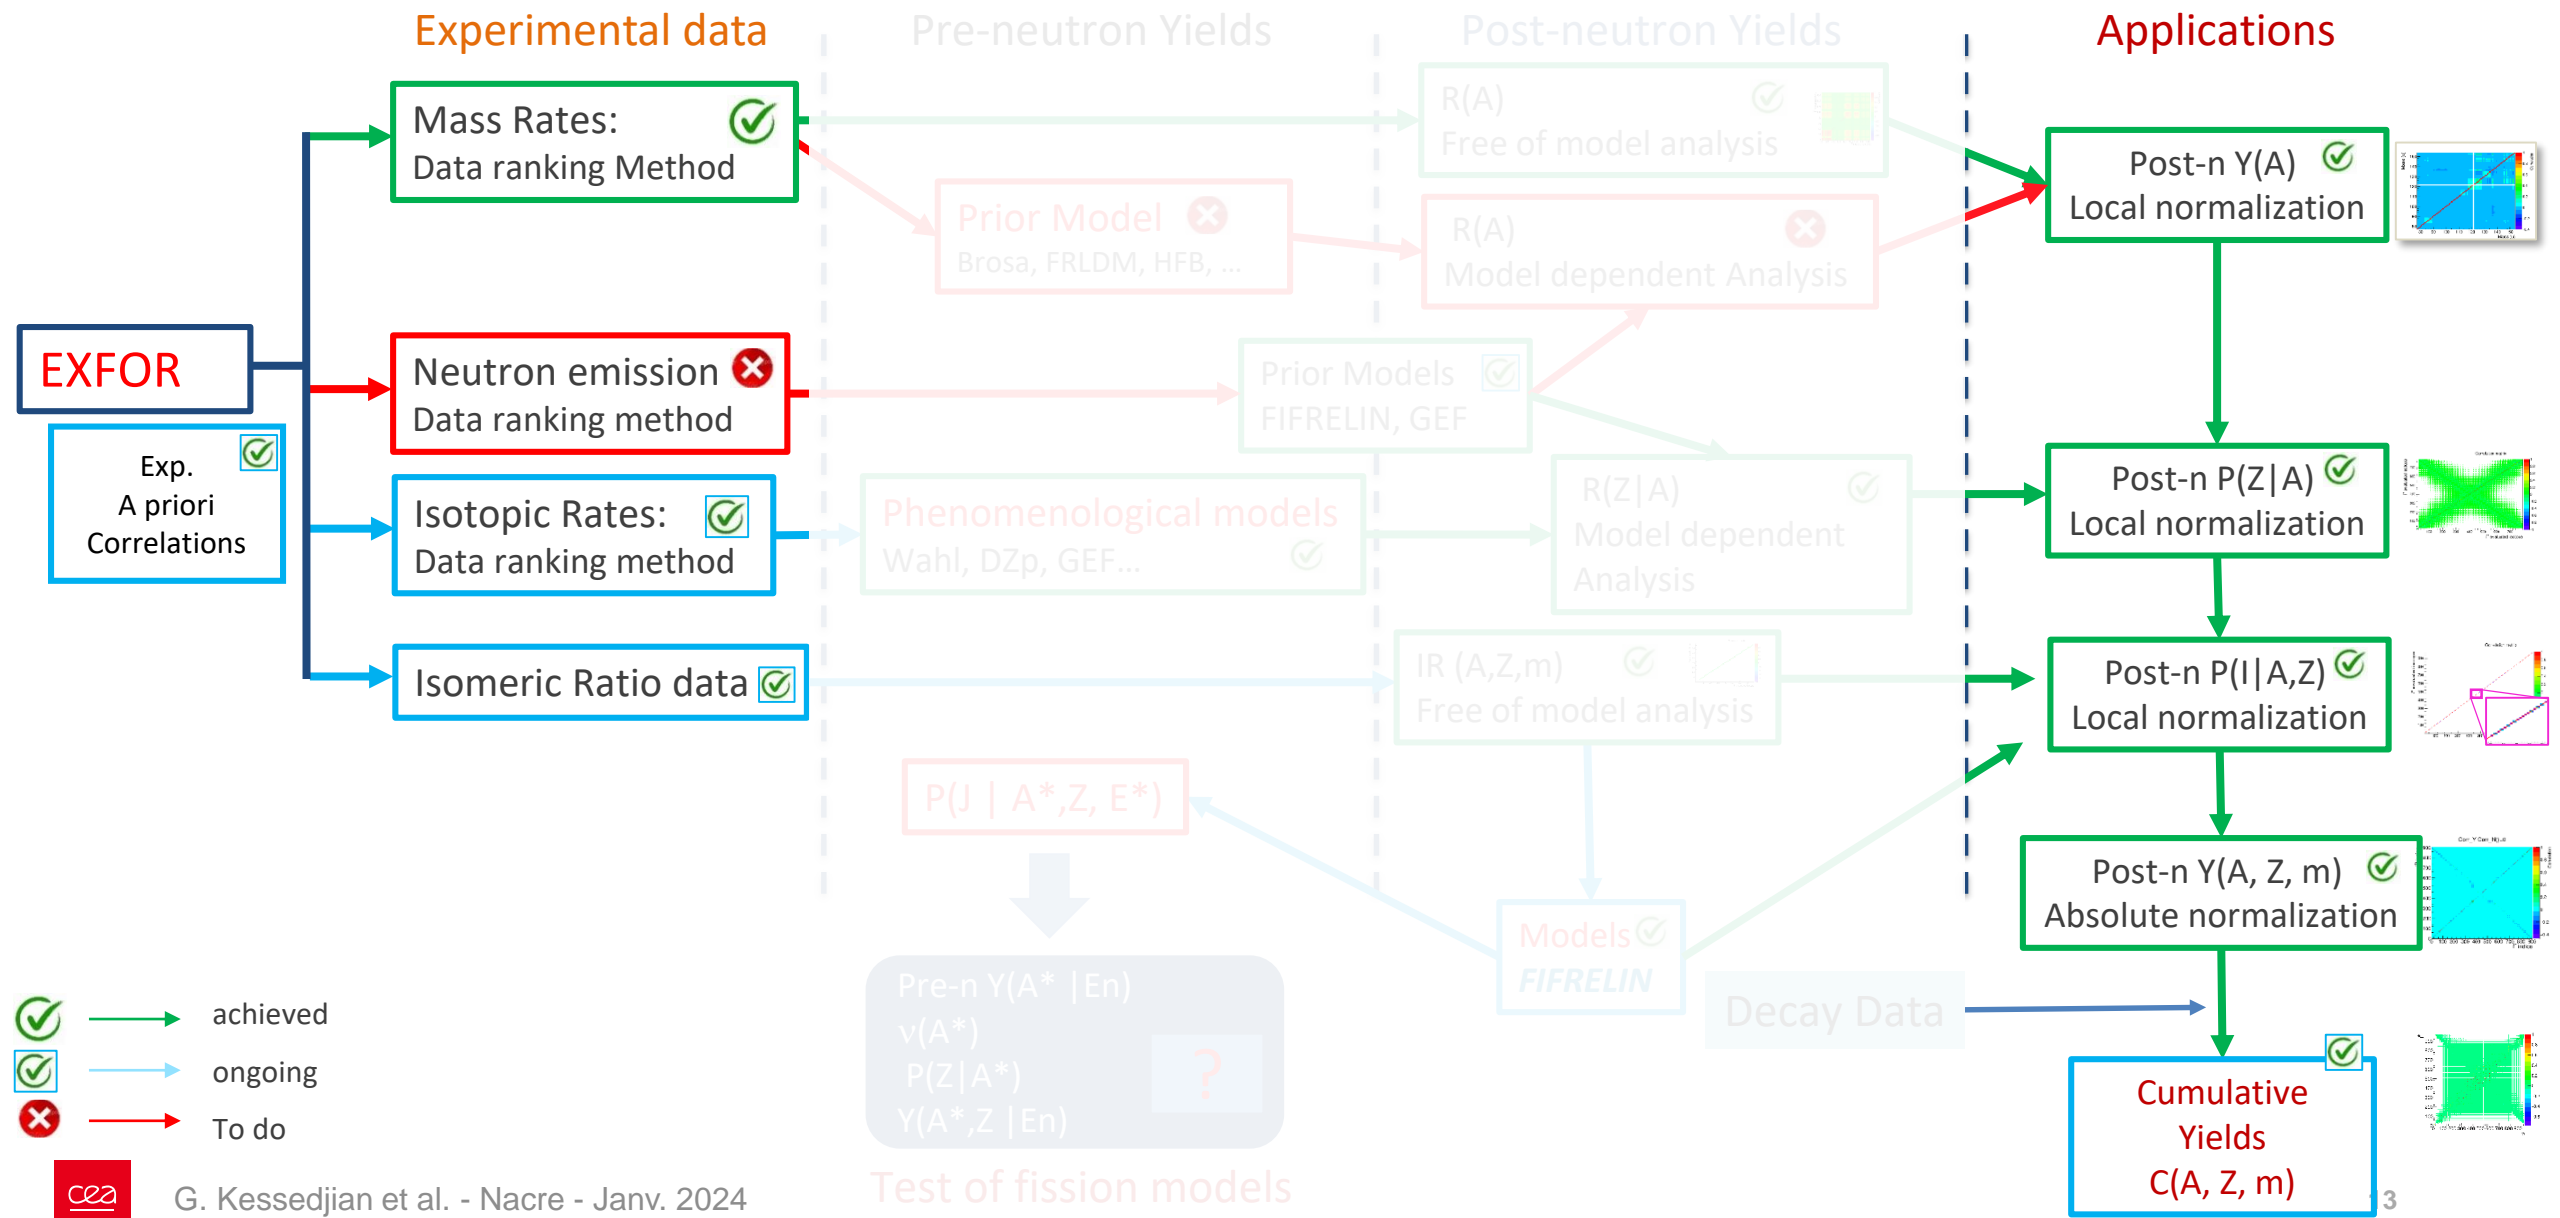 Experimental data
Pre-neutron Yields
Post-neutron Yields
Applications
Mass Rates:
Data ranking Method
R(A)
Free of model analysis
Post-n Y(A)
Local normalization
Prior Model
Brosa, FRLDM, HFB, ...
R(A)
Model dependent Analysis
EXFOR
Neutron emission
Data ranking method
Prior Models
FIFRELIN, GEF
Exp.
A priori
Correlations
Isotopic Rates:
Data ranking method
Phenomenological models
Wahl, DZp, GEF...
R(Z|A)
Model dependent
Analysis
Post-n P(Z|A)
Local normalization
Isomeric Ratio data
IR (A,Z,m)
Free of model analysis
Post-n P(I|A,Z)
Local normalization
P(J | A*,Z, E*)
Post-n Y(A, Z, m)
Absolute normalization
Models
FIFRELIN
Pre-n Y(A* |En)
ν(A*)
P(Z|A*)
Y(A*,Z |En)
?
Decay Data
Test of fission models
Cumulative
Yields
C(A, Z, m)
achieved
ongoing
To do
cea
G. Kessedjian et al. - Nacre - Janv. 2024
3